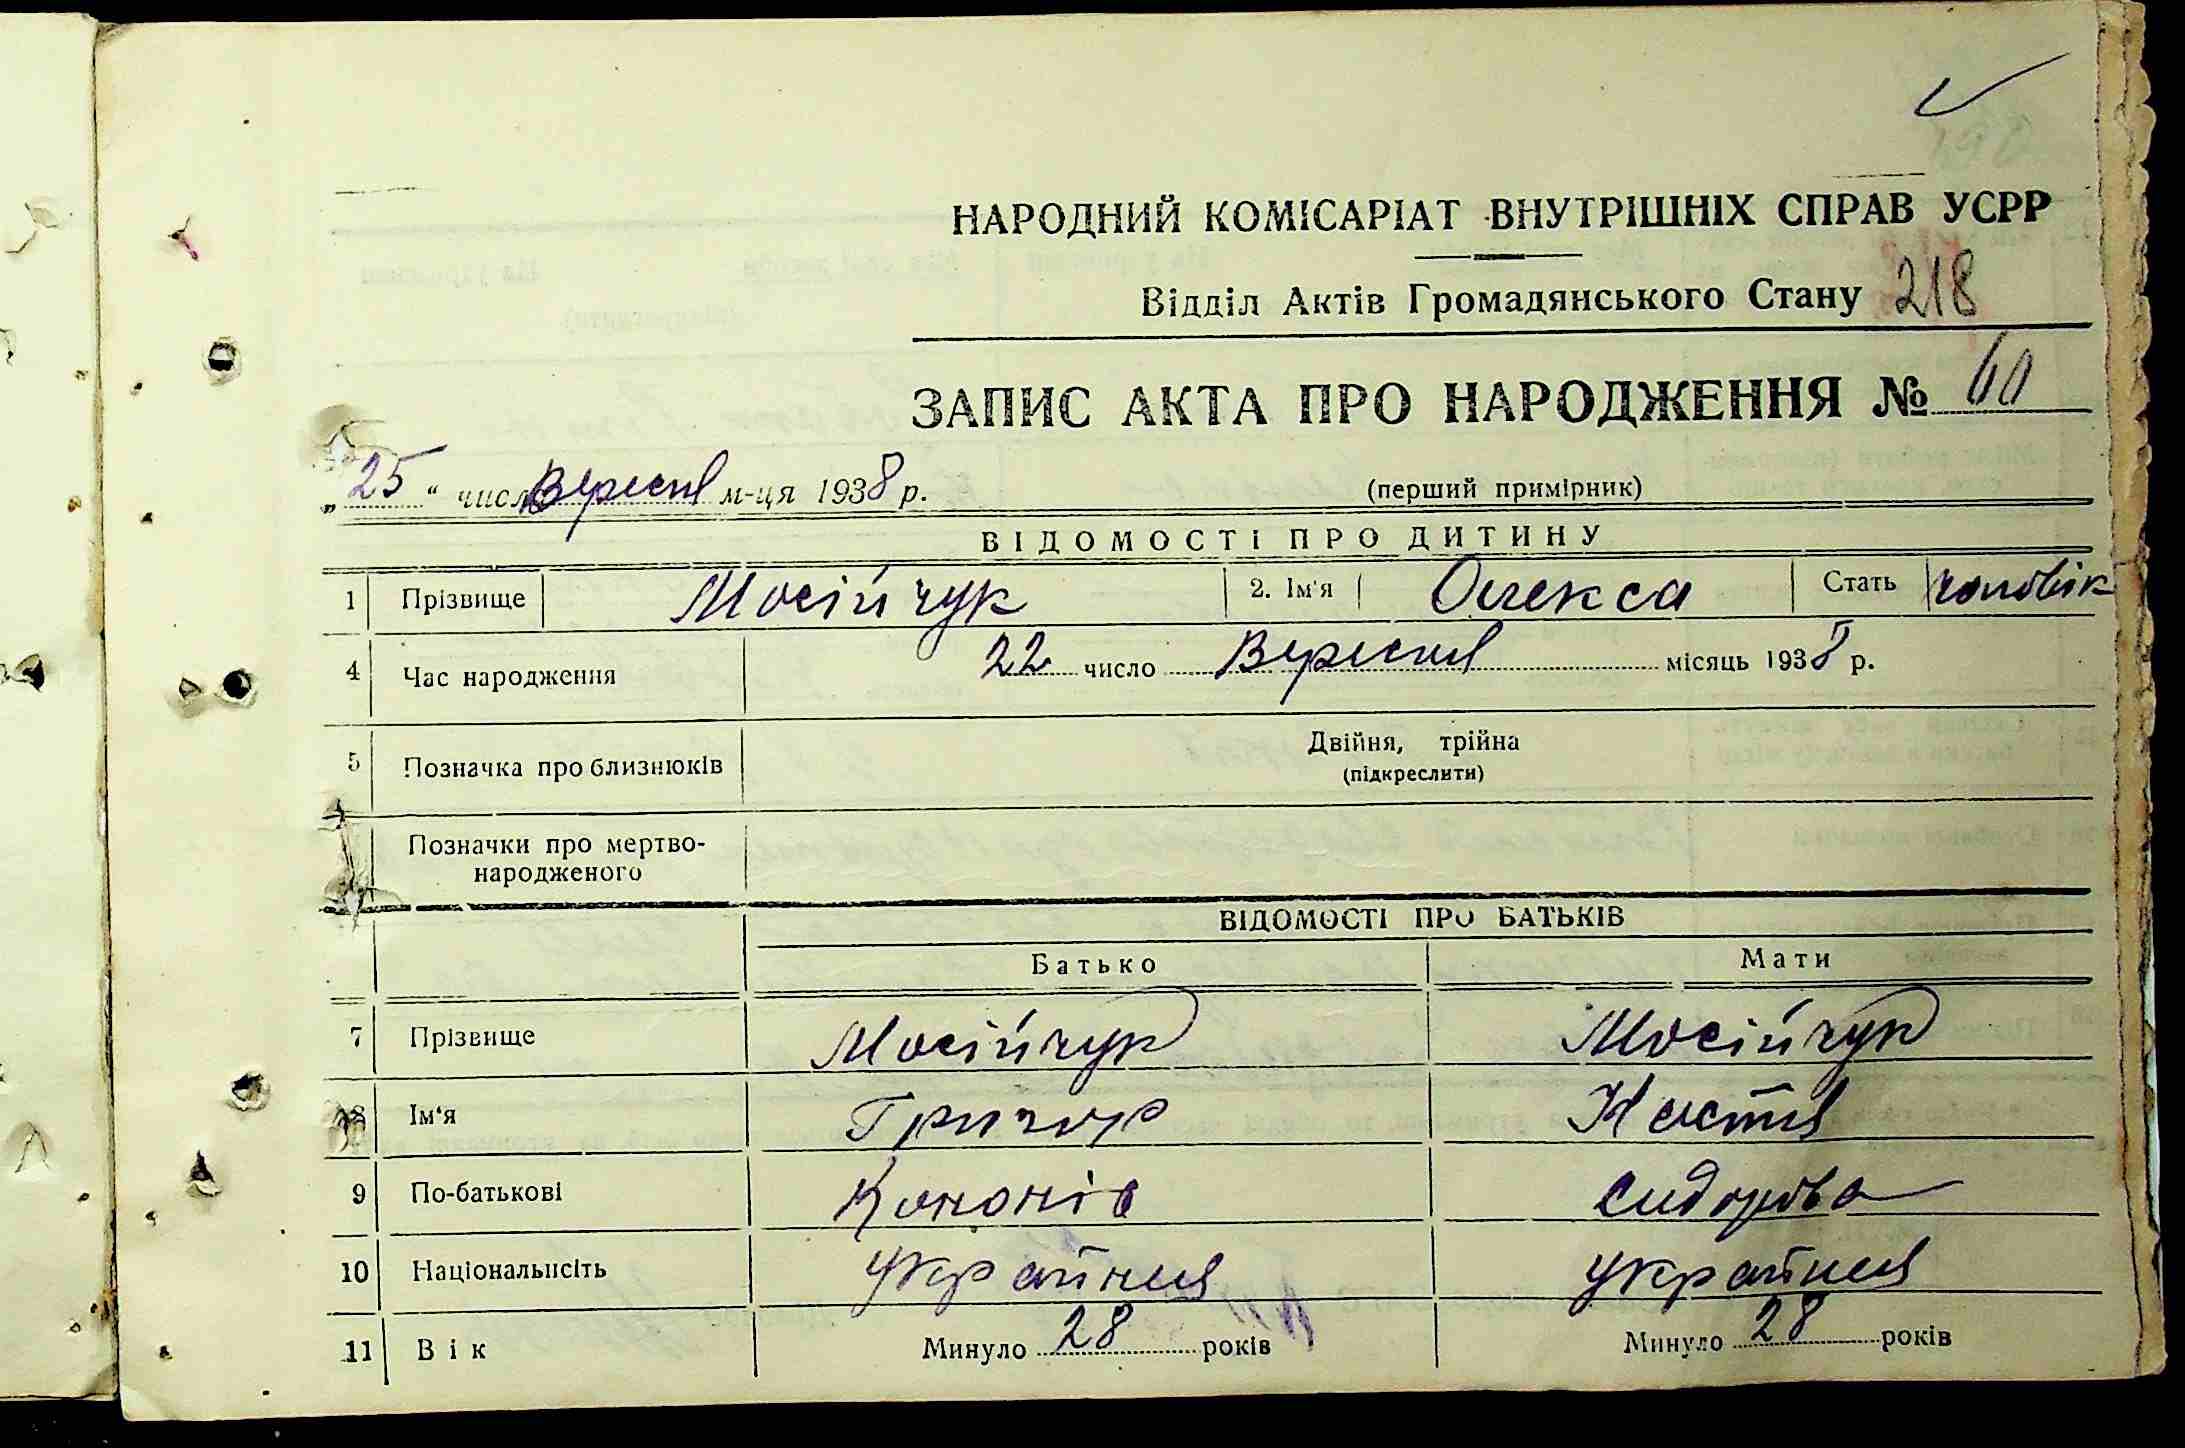 НАРОДНИЙ КОМІСАРІАТ ВНУТРІШНІХ СПРАВ УСРР
Відділ Актів Громадянського Стану 218
ЗАПИС АКТА ПРО НАРОДЖЕННЯ № 60
„25“ число Вересня м-ця 1938 р. (перший примірник)
ВІДОМОСТІ ПРО ДИТИНУ
1 Прізвище Мосійчук 2. Ім'я Олекса Стать чоловік
4 Час народження 22 число Вересня місяць 1938 р.
5 Позначка про близнюків Двійня, трійна
(підкреслити)
Позначки про мертво-
народженого
ВІДОМОСТІ ПРО БАТЬКІВ
Батько Мати
7 Прізвище Мосійчук Мосійчук
8 Ім'я Григор Настя
9 По-батькові Кононів Сидорова
10 Національність Українця Українця
11 Вік Минуло 28 років Минуло 28 років